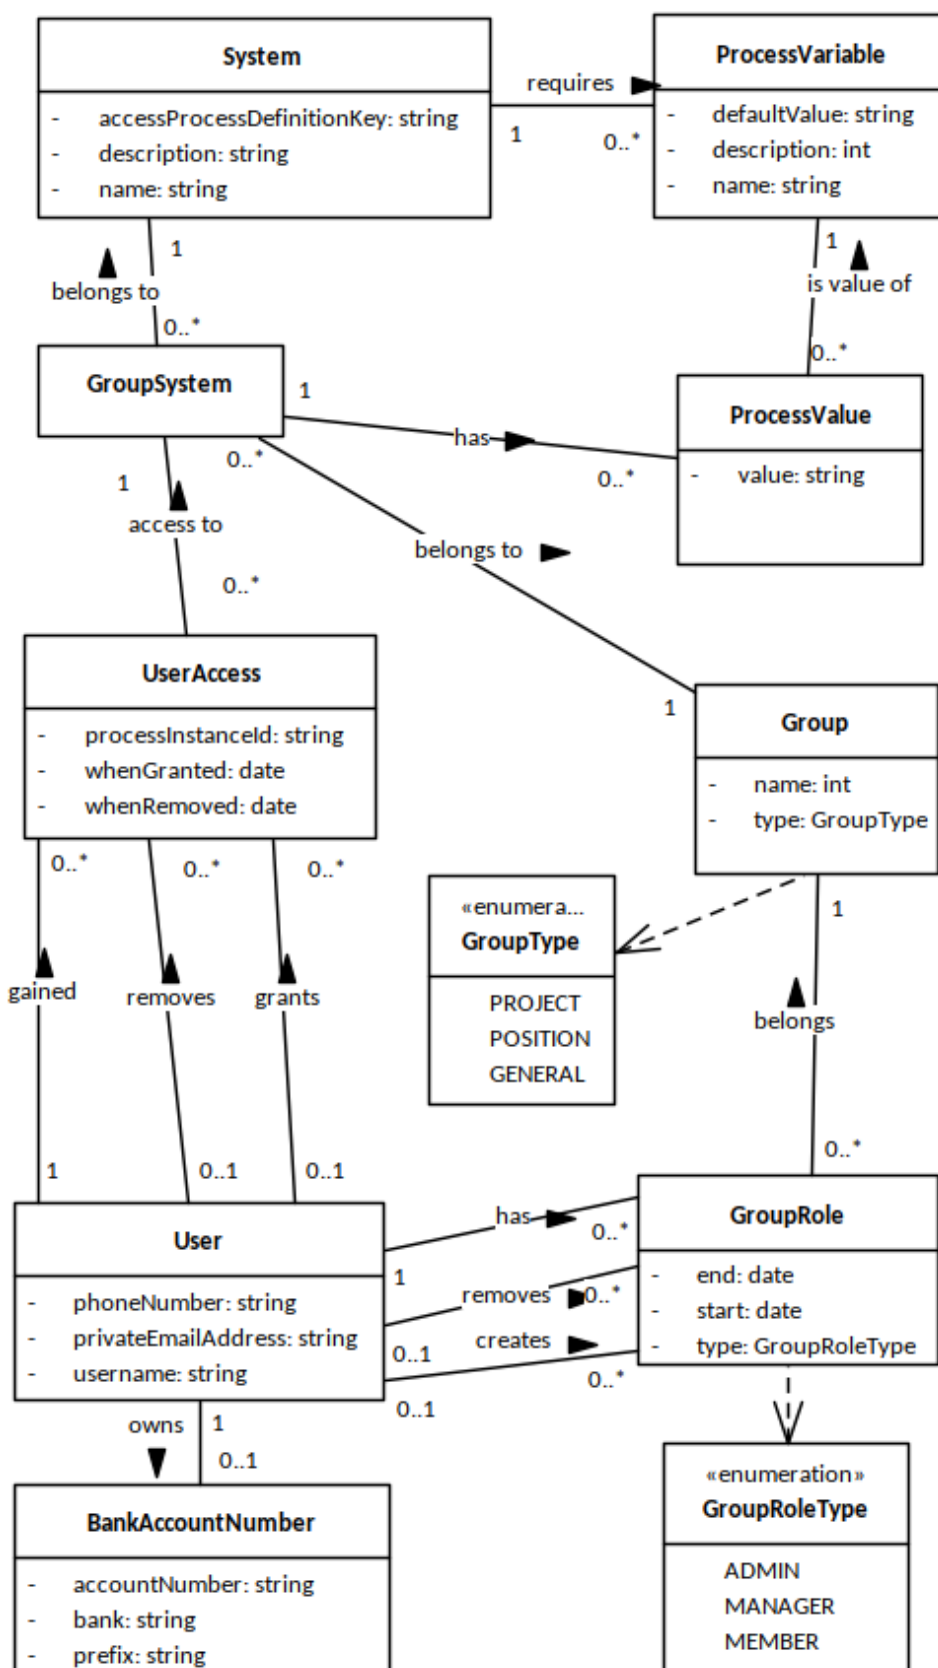 System
- accessProcessDefinitionKey: string
- description: string
- name: string
requires
1
0..*
ProcessVariable
- defaultValue: string
- description: int
- name: string
1
belongs to
0..*
1
is value of
0..*
GroupSystem
1
has
0..*
ProcessValue
- value: string
0..*
belongs to
1
1
access to
0..*
UserAccess
- processInstanceId: string
- whenGranted: date
- whenRemoved: date
Group
- name: int
- type: GroupType
0..*
0..*
0..*
gained
removes
grants
1
0..1
0..1
«enumera...
GroupType
PROJECT
POSITION
GENERAL
1
belongs
0..*
User
- phoneNumber: string
- privateEmailAddress: string
- username: string
has
0..*
1
removes
0..*
0..1
creates
0..*
0..1
GroupRole
- end: date
- start: date
- type: GroupRoleType
owns
1
0..1
BankAccountNumber
- accountNumber: string
- bank: string
- prefix: string
«enumeration»
GroupRoleType
ADMIN
MANAGER
MEMBER